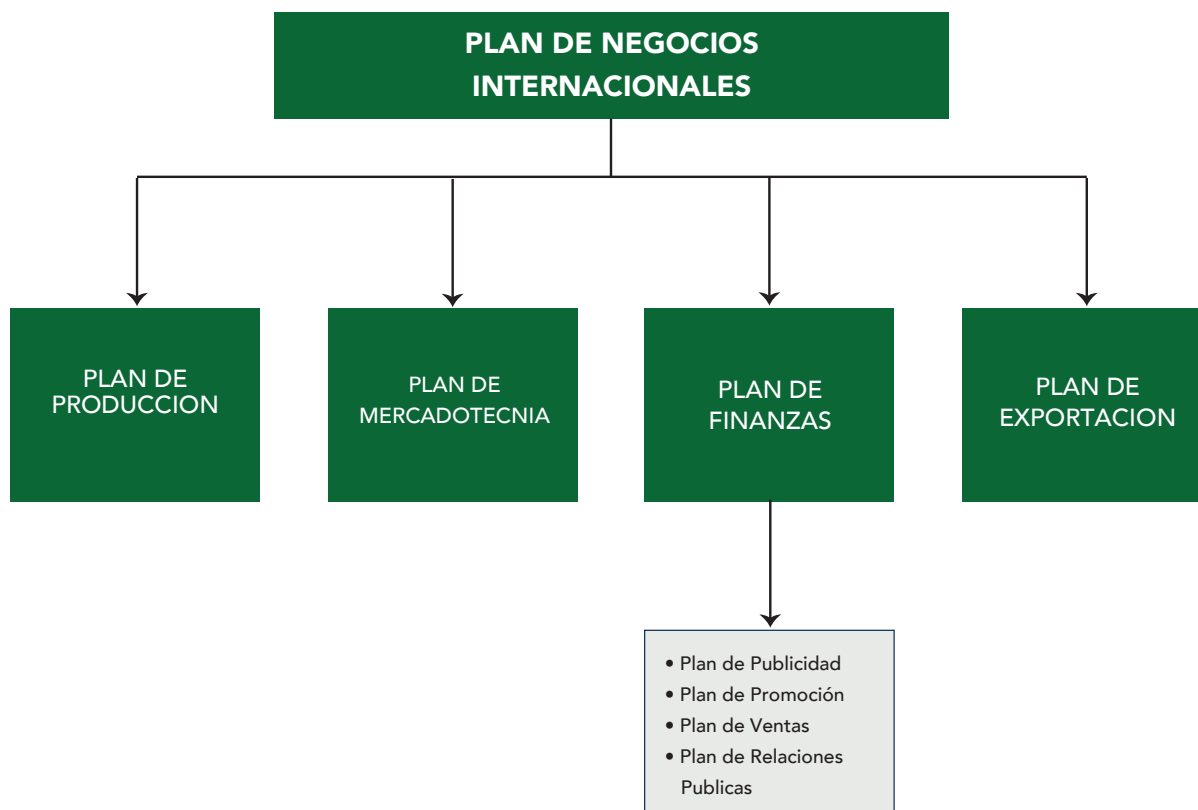 PLAN DE NEGOCIOS
INTERNACIONALES
PLAN DE
PRODUCCION
PLAN DE
MERCADOTECNIA
PLAN DE
FINANZAS
PLAN DE
EXPORTACION
• Plan de Publicidad
• Plan de Promoción
• Plan de Ventas
• Plan de Relaciones
Publicas